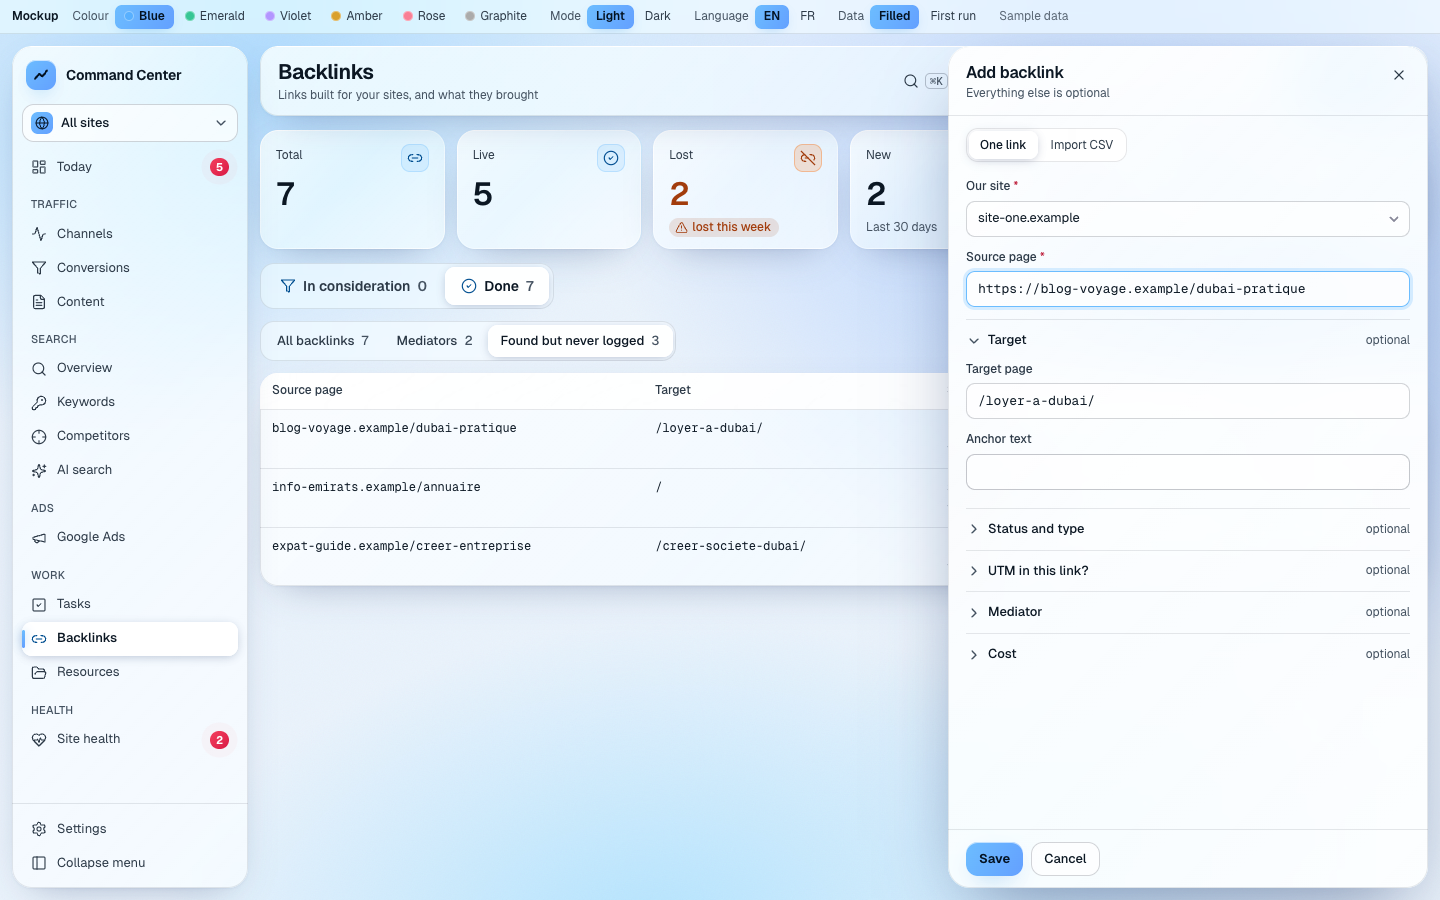 Mockup Colour Blue Emerald Violet Amber Rose Graphite Mode Light Dark Language EN FR Data Filled First run Sample data
Command Center
All sites
Today 5
TRAFFIC
Channels
Conversions
Content
SEARCH
Overview
Keywords
Competitors
AI search
ADS
Google Ads
WORK
Tasks
Backlinks
Resources
HEALTH
Site health 2
Settings
Collapse menu
Backlinks
Links built for your sites, and what they brought
⌘K
Total
7
Live
5
Lost
2
lost this week
New
2
Last 30 days
In consideration 0 Done 7
All backlinks 7 Mediators 2 Found but never logged 3
Source page Target
blog-voyage.example/dubai-pratique /loyer-a-dubai/
info-emirats.example/annuaire /
expat-guide.example/creer-entreprise /creer-societe-dubai/
Add backlink
Everything else is optional
One link Import CSV
Our site *
site-one.example
Source page *
https://blog-voyage.example/dubai-pratique
Target optional
Target page
/loyer-a-dubai/
Anchor text
Status and type optional
UTM in this link? optional
Mediator optional
Cost optional
Save Cancel